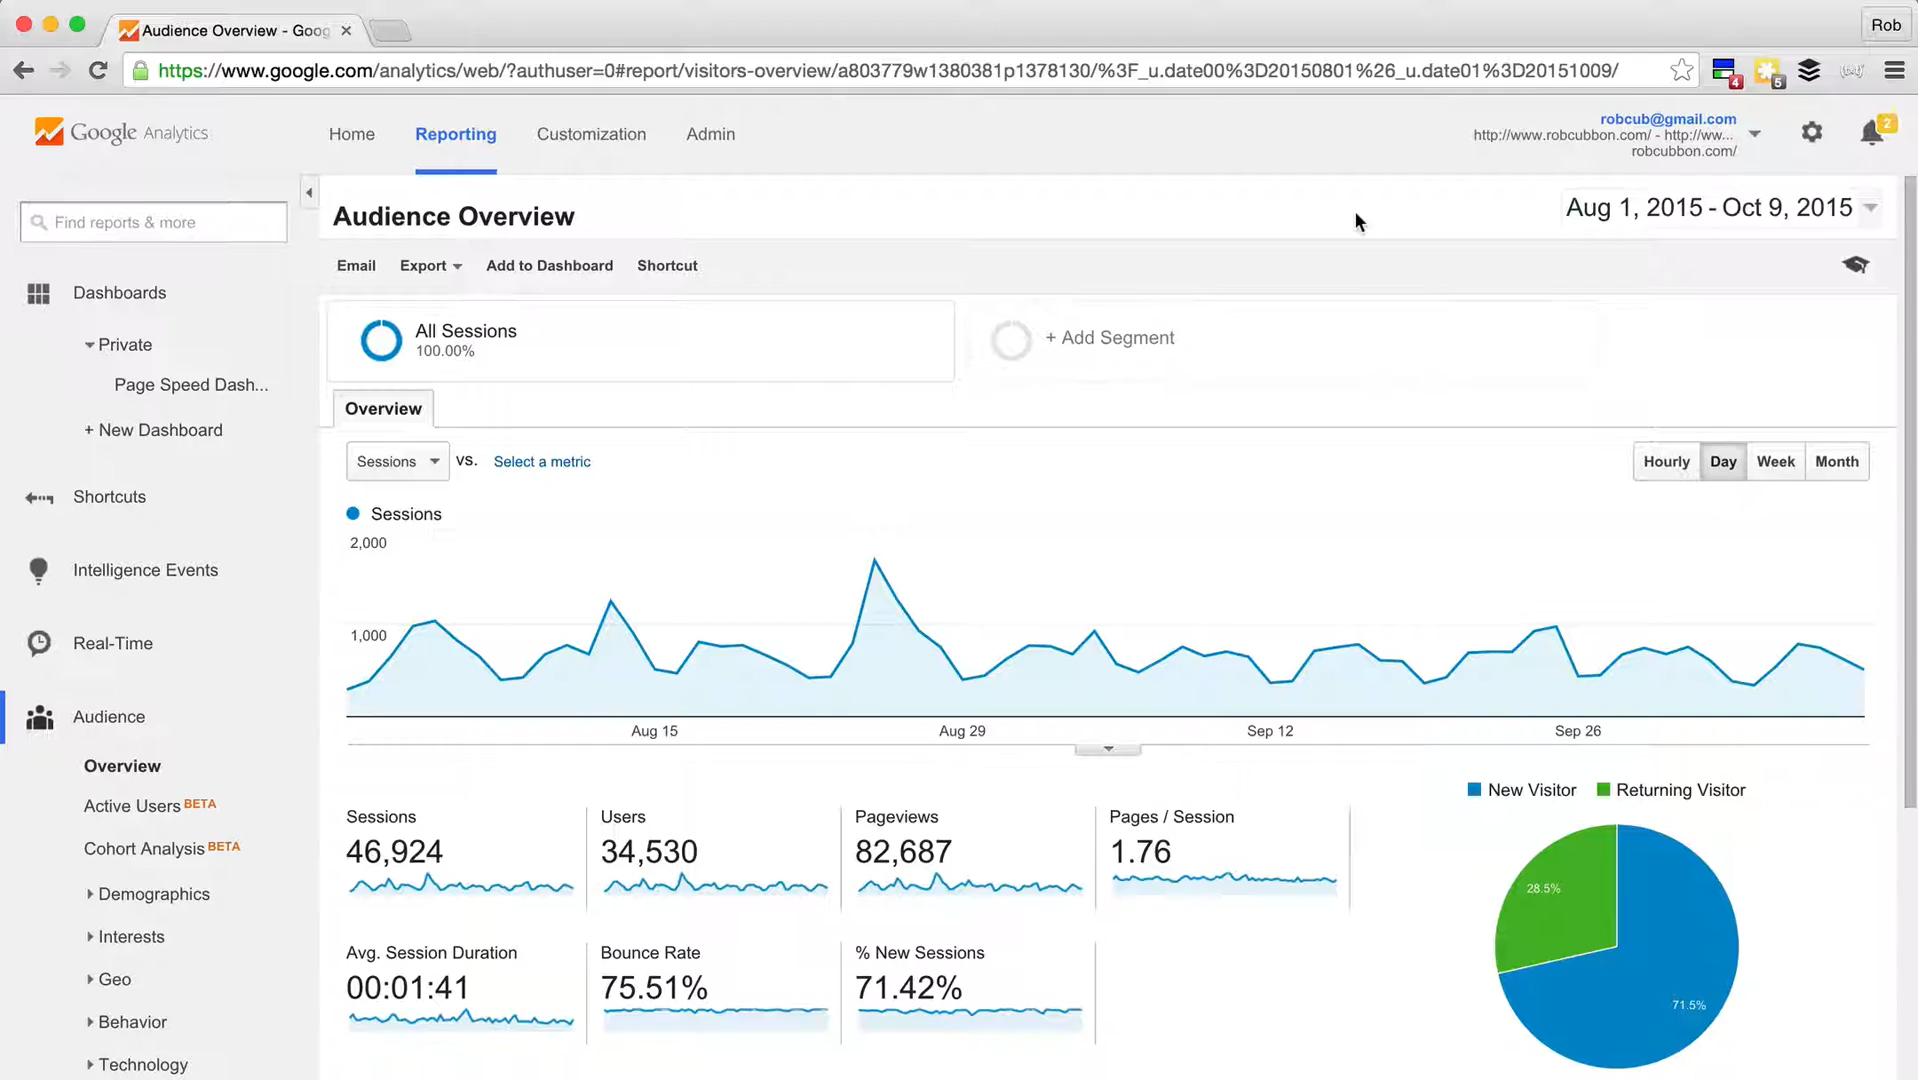 Audience Overview - Goog
Rob
https://www.google.com/analytics/web/?authuser=0#report/visitors-overview/a803779w1380381p1378130/%3F_u.date00%3D20150801%26_u.date01%3D20151009/
4
5
Google Analytics
Home
Reporting
Customization
Admin
robcub@gmail.com
http://www.robcubbon.com/ - http://ww...
robcubbon.com/
2
Find reports & more
Dashboards
Private
Page Speed Dash...
+ New Dashboard
Shortcuts
Intelligence Events
Real-Time
Audience
Overview
Active Users BETA
Cohort Analysis BETA
Demographics
Interests
Geo
Behavior
Technology
Audience Overview
Aug 1, 2015 - Oct 9, 2015
Email
Export
Add to Dashboard
Shortcut
All Sessions
100.00%
+ Add Segment
Overview
Sessions
VS.
Select a metric
Hourly
Day
Week
Month
Sessions
2,000
1,000
Aug 15
Aug 29
Sep 12
Sep 26
Sessions
46,924
Users
34,530
Pageviews
82,687
Pages / Session
1.76
Avg. Session Duration
00:01:41
Bounce Rate
75.51%
% New Sessions
71.42%
New Visitor
Returning Visitor
28.5%
71.5%